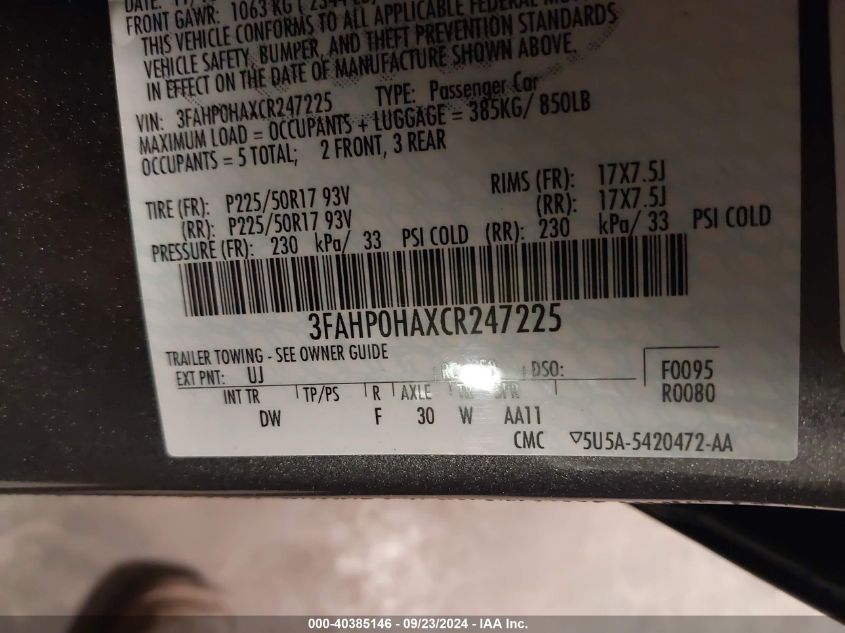 FRONT GAWR: 1063 KG
THIS VEHICLE CONFORMS TO ALL APPLICABLE FEDERAL
VEHICLE SAFETY, BUMPER, AND THEFT PREVENTION STANDARDS
IN EFFECT ON THE DATE OF MANUFACTURE SHOWN ABOVE.
VIN: 3FAHP0HAXCR247225 TYPE: Passenger Car
MAXIMUM LOAD = OCCUPANTS + LUGGAGE = 385KG/ 850LB
OCCUPANTS = 5 TOTAL; 2 FRONT, 3 REAR
TIRE (FR): P225/50R17 93V RIMS (FR): 17X7.5J
(RR): P225/50R17 93V (RR): 17X7.5J
PRESSURE (FR): 230 kPa/ 33 PSI COLD (RR): 230 kPa/ 33 PSI COLD
3FAHP0HAXCR247225
TRAILER TOWING - SEE OWNER GUIDE
EXT PNT: UJ DSO: F0095
R0080
INT TR TP/PS R AXLE
DW F 30 W AA11
CMC ▽5U5A-5420472-AA
000-40385146 - 09/23/2024 - IAA Inc.